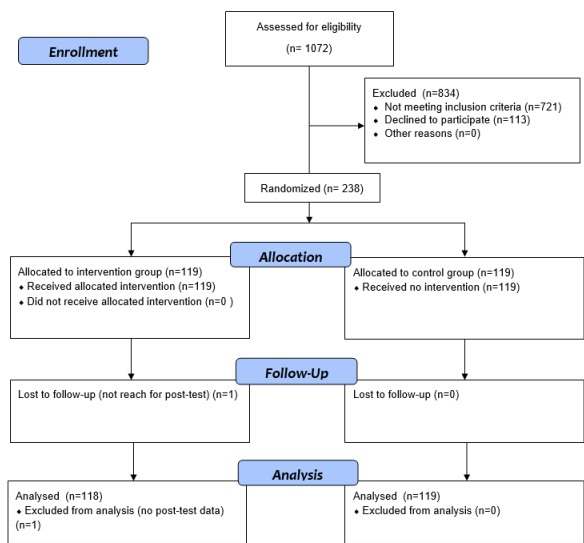 Enrollment
Assessed for eligibility
(n= 1072)
Excluded (n=834)
⬥ Not meeting inclusion criteria (n=721)
⬥ Declined to participate (n=113)
⬥ Other reasons (n=0)
Randomized (n= 238)
Allocation
Allocated to intervention group (n=119)
⬥ Received allocated intervention (n=119)
⬥ Did not receive allocated intervention (n=0 )
Allocated to control group (n=119)
⬥ Received no intervention (n=119)
Follow-Up
Lost to follow-up (not reach for post-test) (n=1)
Lost to follow-up (n=0)
Analysis
Analysed (n=118)
⬥ Excluded from analysis (no post-test data)
(n=1)
Analysed (n=119)
⬥ Excluded from analysis (n=0)